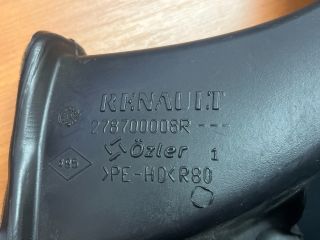 RENAULT
278700006R---
Özler 1
>PE-HD<R80